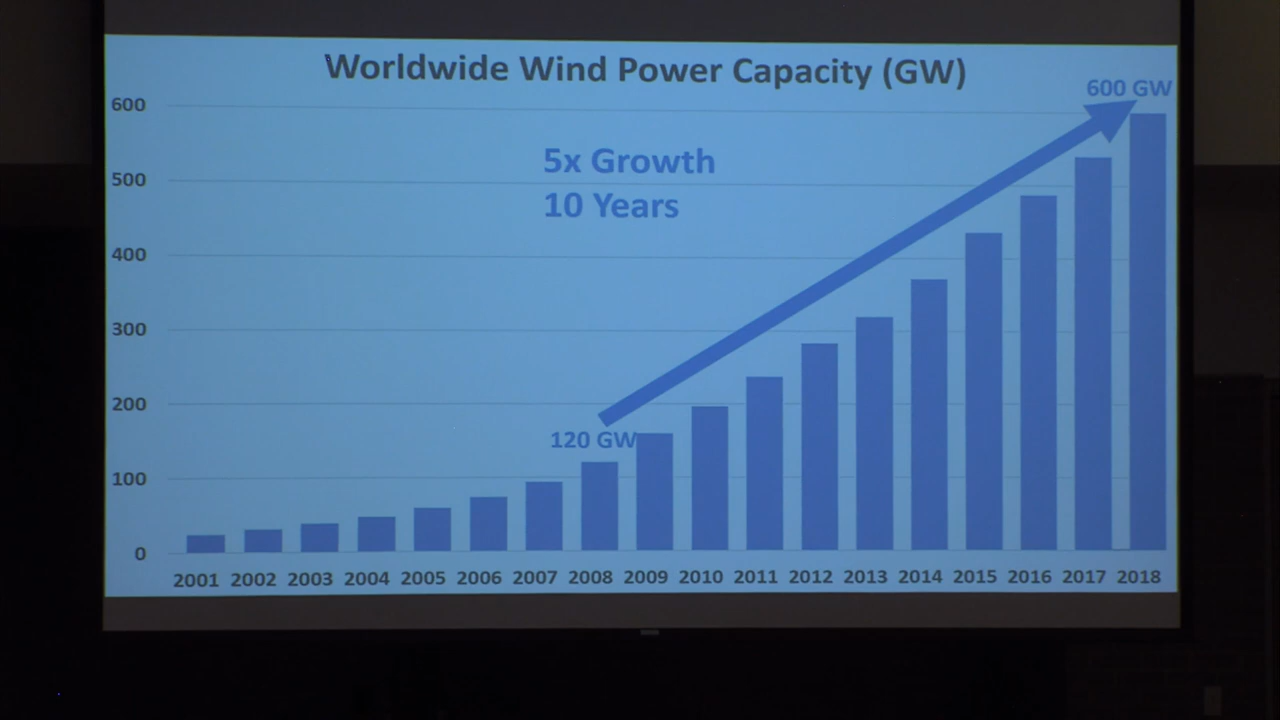 Worldwide Wind Power Capacity (GW)
600 GW
600
5x Growth
500
10 Years
400
300
200
120 GW
100
0
2001 2002 2003 2004 2005 2006 2007 2008 2009 2010 2011 2012 2013 2014 2015 2016 2017 2018